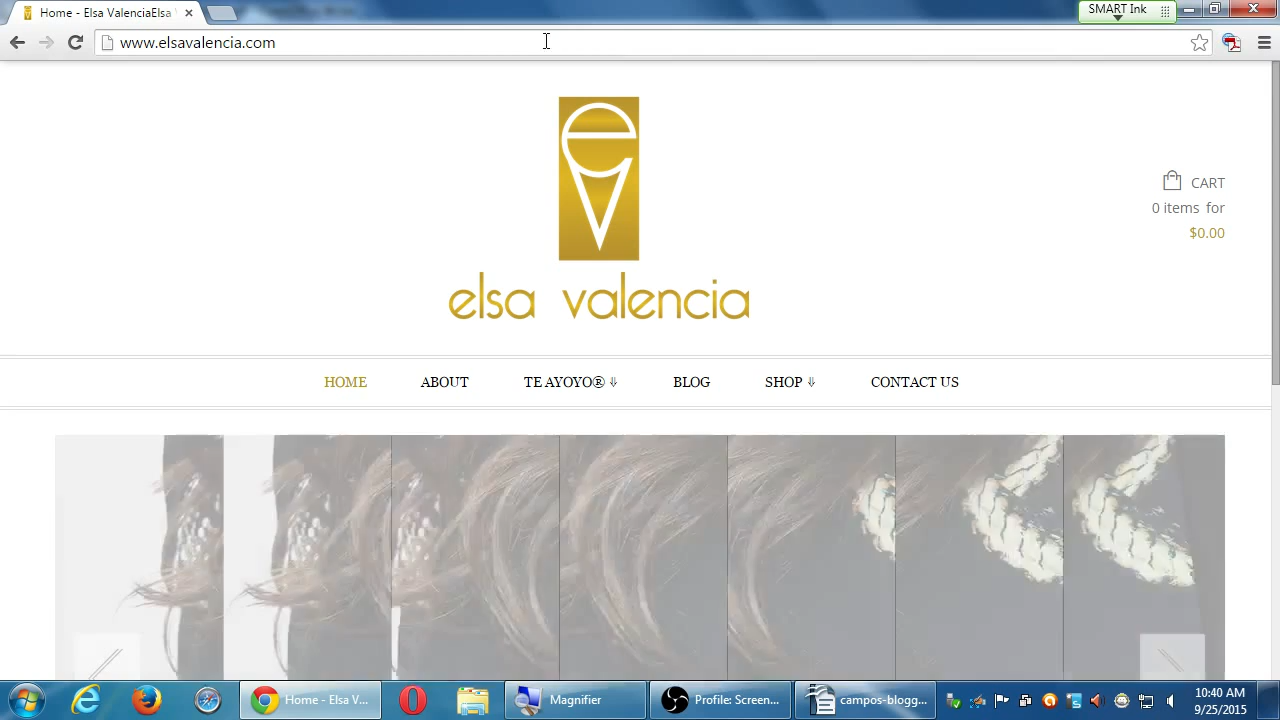 Home - Elsa ValenciaElsa
SMART Ink
www.elsavalencia.com
ev
elsa valencia
CART
0 items for
$0.00
HOME ABOUT TE AYOYO® ⇓ BLOG SHOP ⇓ CONTACT US
Home - Elsa V... Magnifier Profile: Screen... campos-blogg...
10:40 AM
9/25/2015